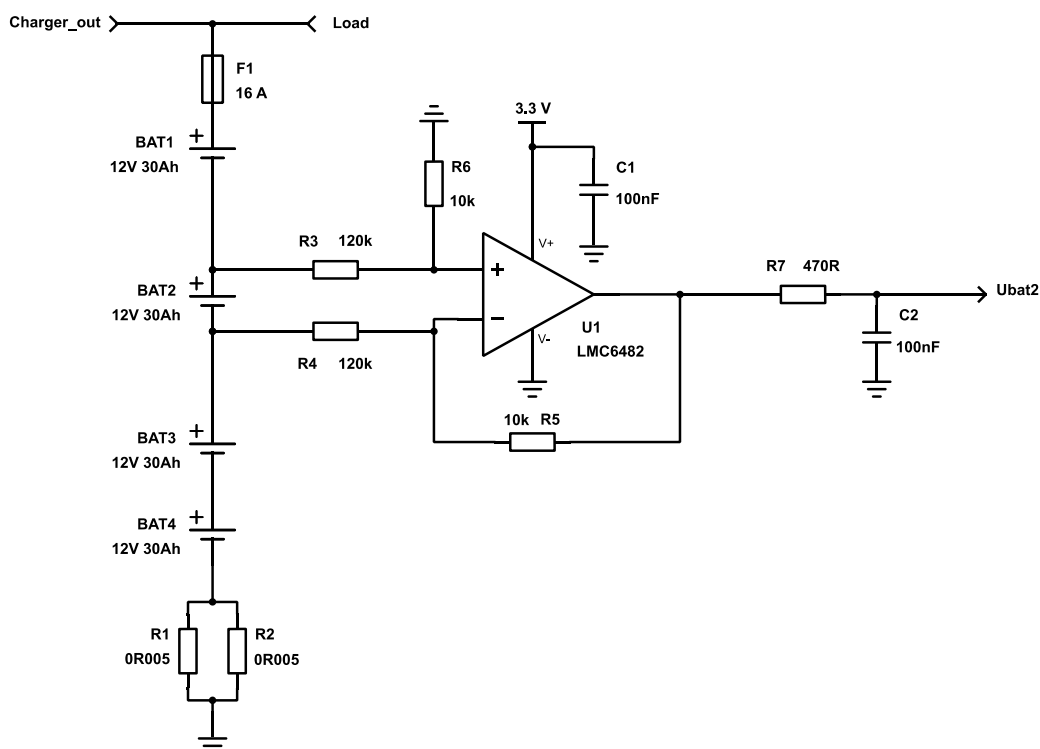 Charger_out
Load
F1
16 A
+
BAT1
12V 30Ah
3.3 V
R6
10k
C1
100nF
V+
R3 120k
+
BAT2
12V 30Ah
+
−
V-
U1
LMC6482
R4 120k
R7 470R
Ubat2
C2
100nF
10k R5
+
BAT3
12V 30Ah
+
BAT4
12V 30Ah
R1
0R005
R2
0R005